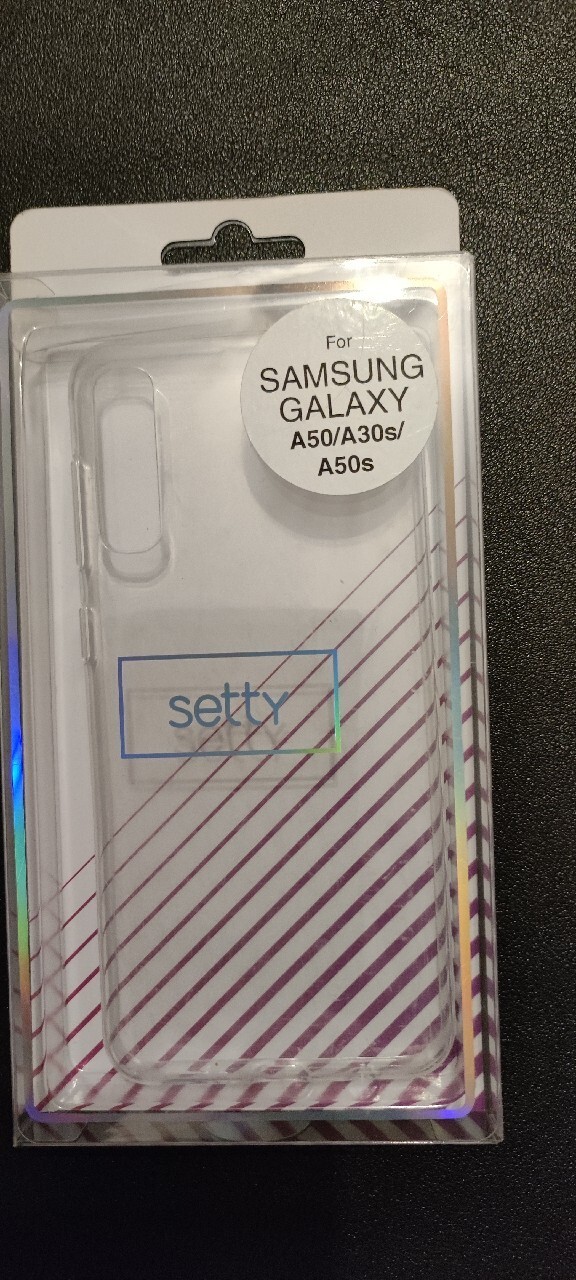 For
SAMSUNG
GALAXY
A50/A30s/
A50s
setty